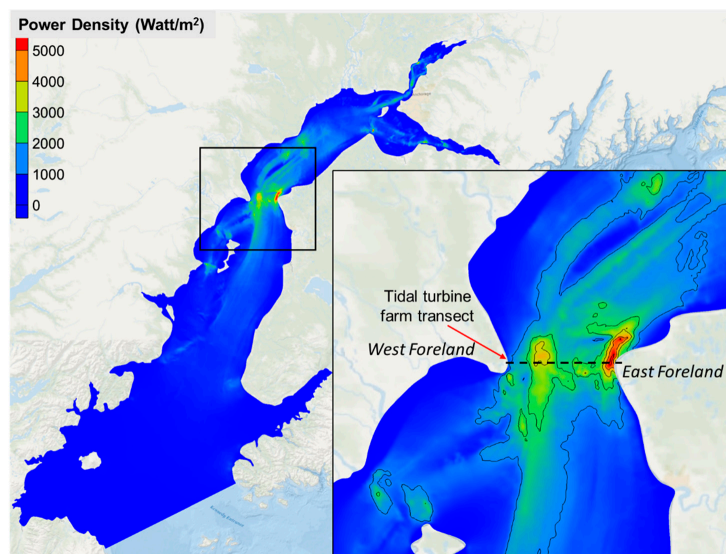 Power Density (Watt/m²)
5000
4000
3000
2000
1000
0
Tidal turbine
farm transect
West Foreland
East Foreland